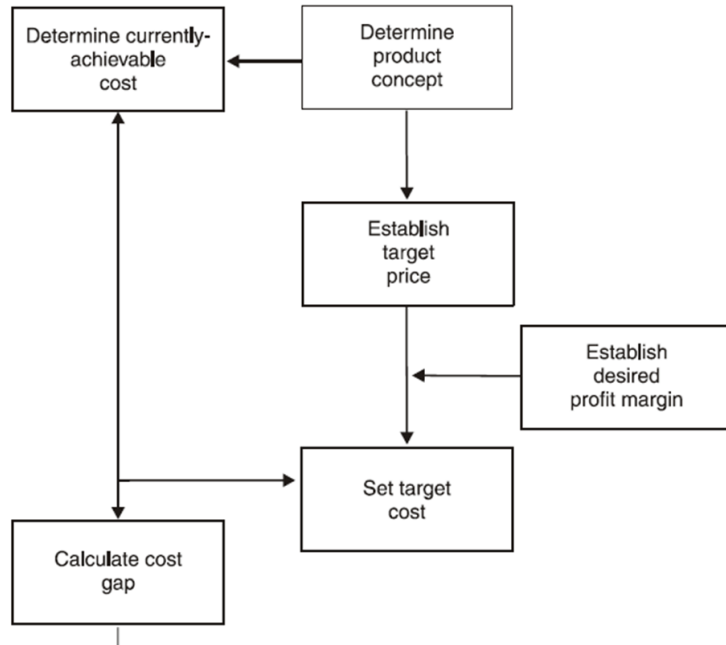 Determine currently-
achievable
cost
Determine
product
concept
Establish
target
price
Establish
desired
profit margin
Set target
cost
Calculate cost
gap